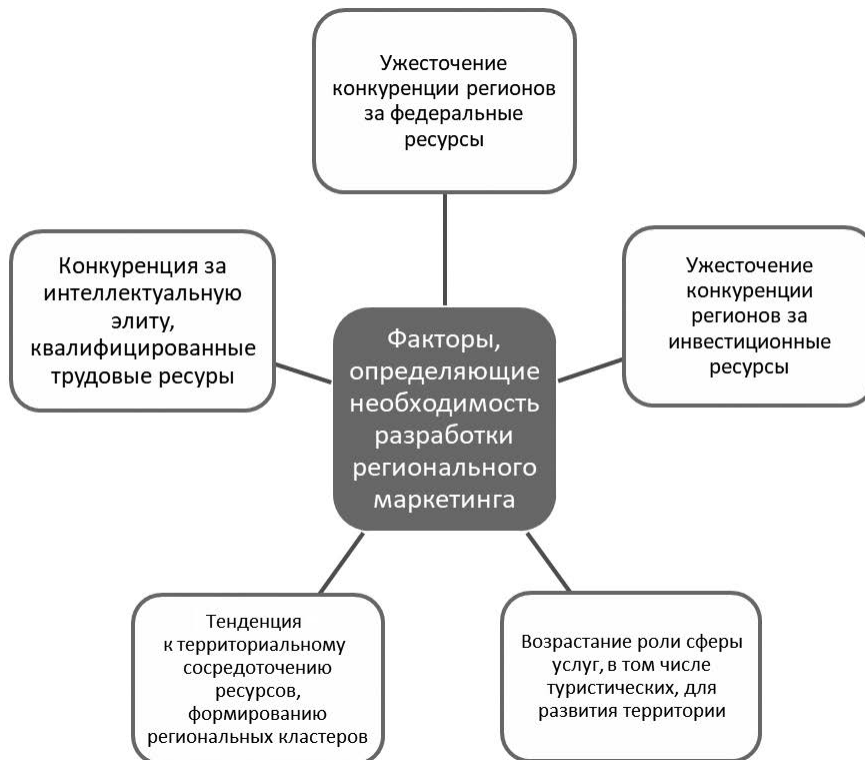 Ужесточение
конкуренции регионов
за федеральные
ресурсы
Конкуренция за
интеллектуальную
элиту,
квалифицированные
трудовые ресуры
Ужесточение
конкуренции
регионов за
инвестиционные
ресурсы
Факторы,
определяющие
необходимость
разработки
регионального
маркетинга
Тенденция
к территориальному
сосредоточению
ресурсов,
формированию
региональных кластеров
Возрастание роли сферы
услуг, в том числе
туристических, для
развития территории